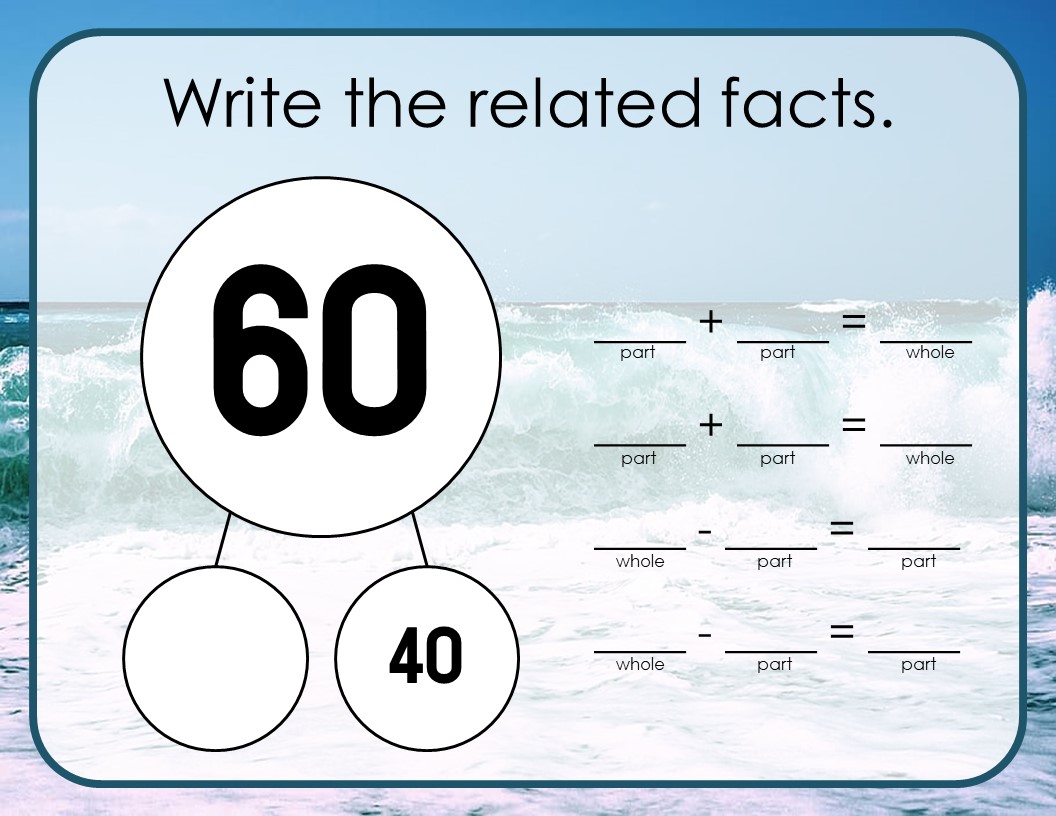 Write the related facts.
60
40
+ =
part part whole
+ =
part part whole
- =
whole part part
- =
whole part part